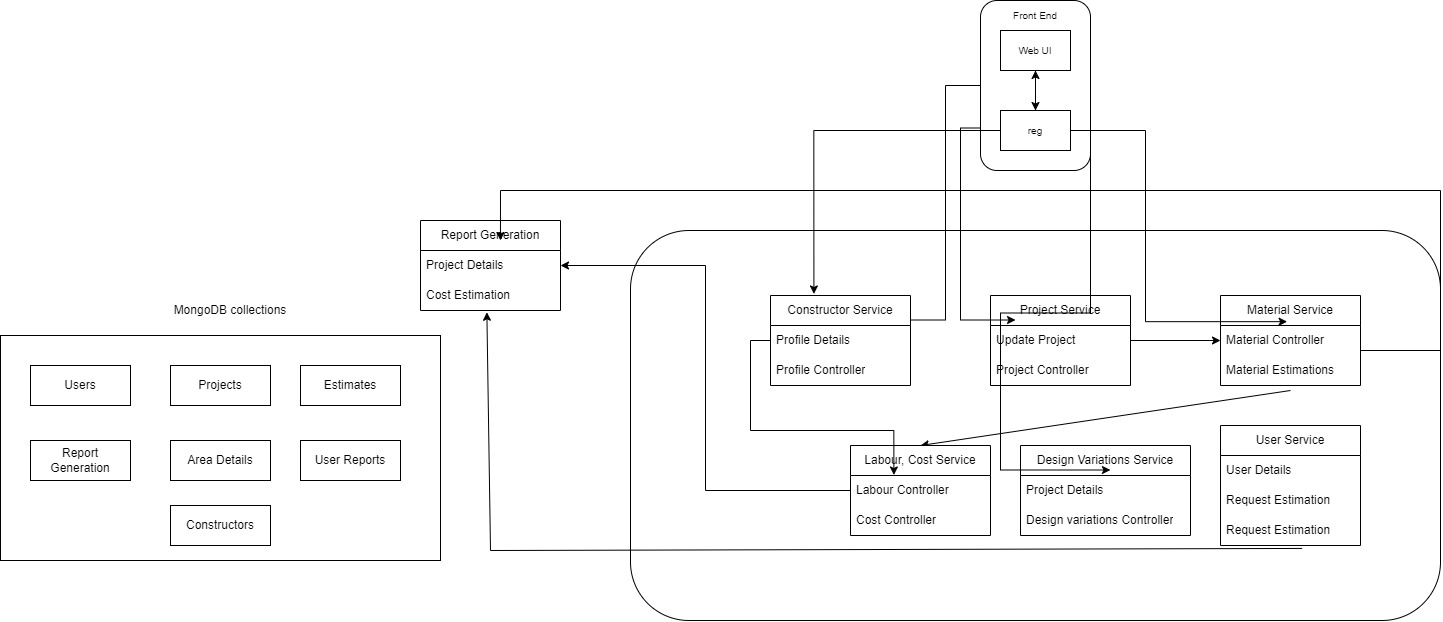 Front End
Web UI
reg
Report Generation
Project Details
Cost Estimation
MongoDB collections
Users
Projects
Estimates
Report
Generation
Area Details
User Reports
Constructors
Constructor Service
Profile Details
Profile Controller
Project Service
Update Project
Project Controller
Material Service
Material Controller
Material Estimations
Labour, Cost Service
Labour Controller
Cost Controller
Design Variations Service
Project Details
Design variations Controller
User Service
User Details
Request Estimation
Request Estimation